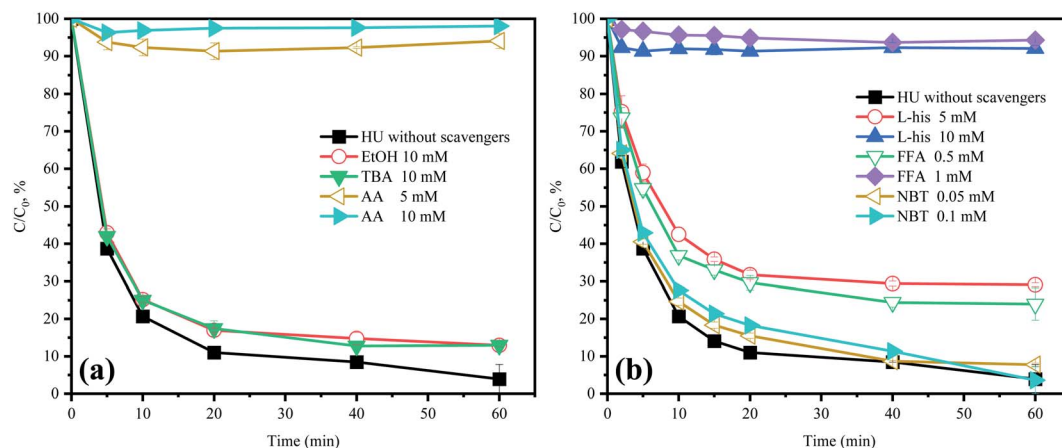 100
90
80
70
60
50
40
30
20
10
0
C/C₀, %
HU without scavengers
EtOH 10 mM
TBA 10 mM
AA 5 mM
AA 10 mM
(a)
0 10 20 30 40 50 60
Time (min)
100
90
80
70
60
50
40
30
20
10
0
C/C₀, %
HU without scavengers
L-his 5 mM
L-his 10 mM
FFA 0.5 mM
FFA 1 mM
NBT 0.05 mM
NBT 0.1 mM
(b)
0 10 20 30 40 50 60
Time (min)